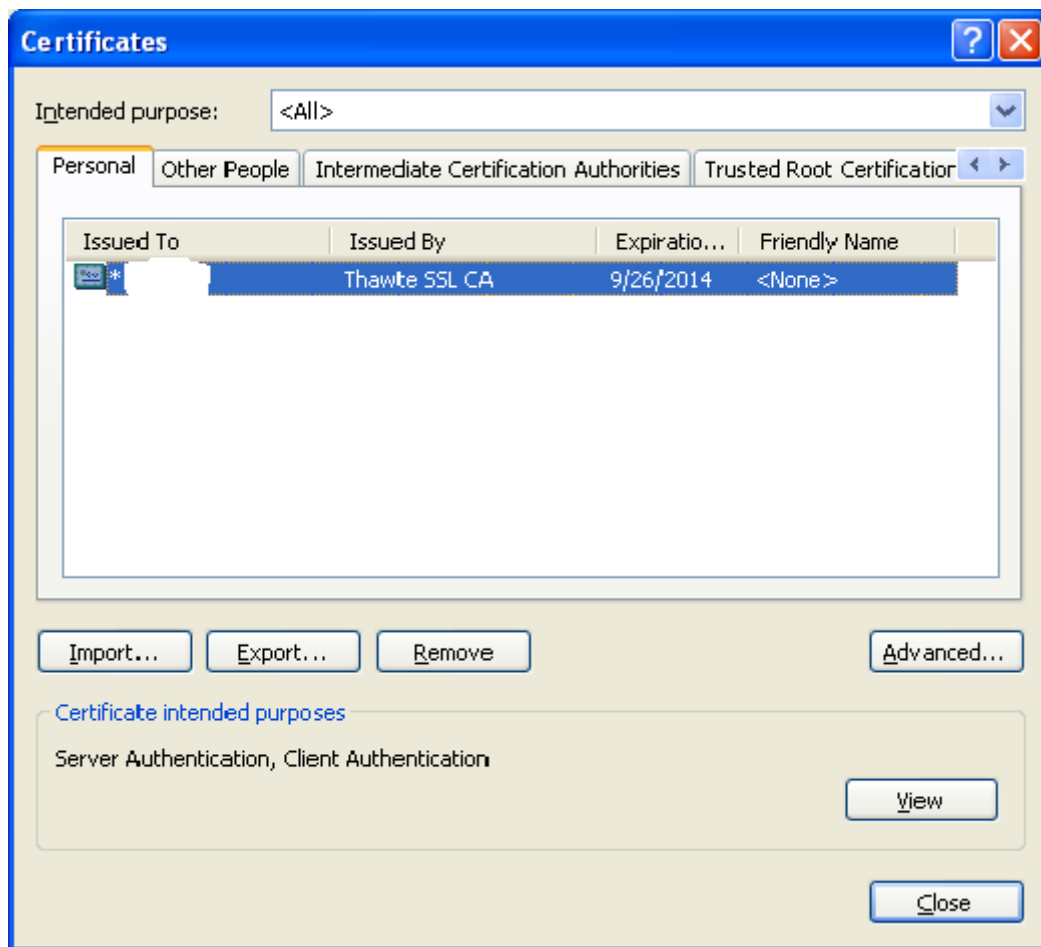 Certificates
Intended purpose: <All>
Personal Other People Intermediate Certification Authorities Trusted Root Certification
Issued To Issued By Expiratio... Friendly Name
* Thawte SSL CA 9/26/2014 <None>
Import... Export... Remove Advanced...
Certificate intended purposes
Server Authentication, Client Authentication
View
Close